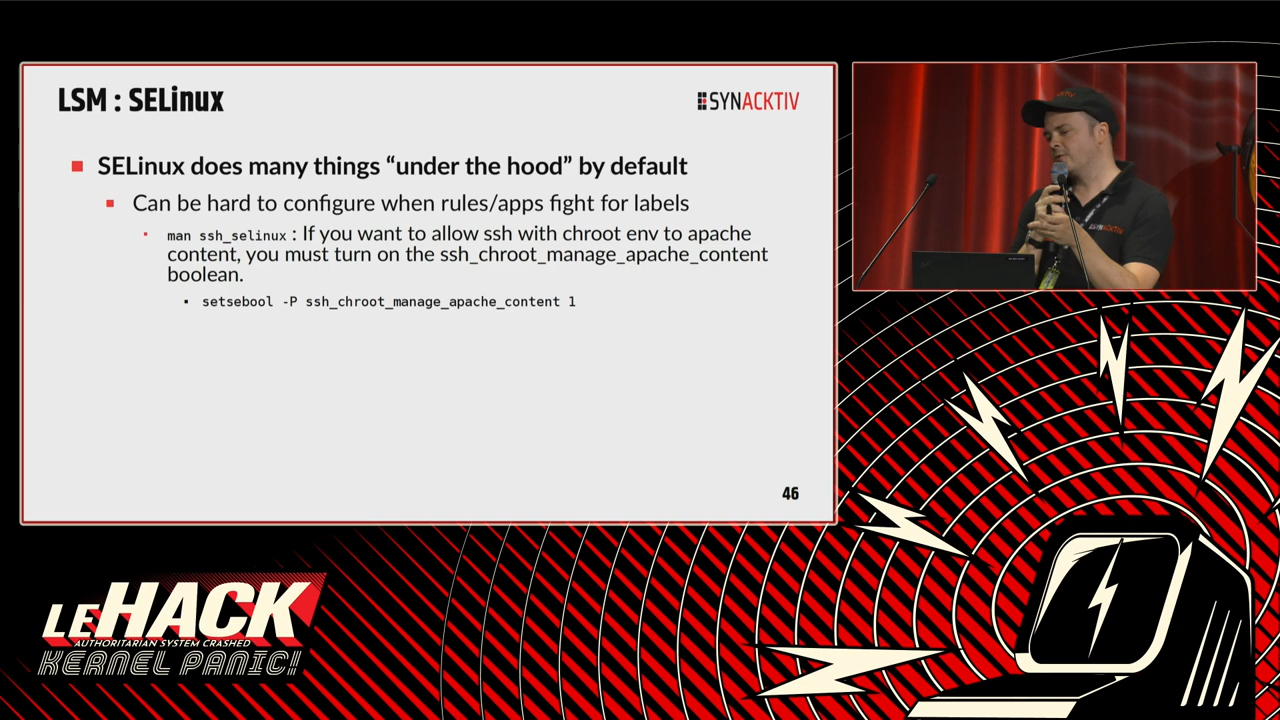 LSM : SELinux
SYNACKTIV
SELinux does many things “under the hood” by default
Can be hard to configure when rules/apps fight for labels
man ssh_selinux : If you want to allow ssh with chroot env to apache
content, you must turn on the ssh_chroot_manage_apache_content
boolean.
setsebool -P ssh_chroot_manage_apache_content 1
46
LEHACK
AUTHORITARIAN SYSTEM CRASHED
KERNEL PANIC!